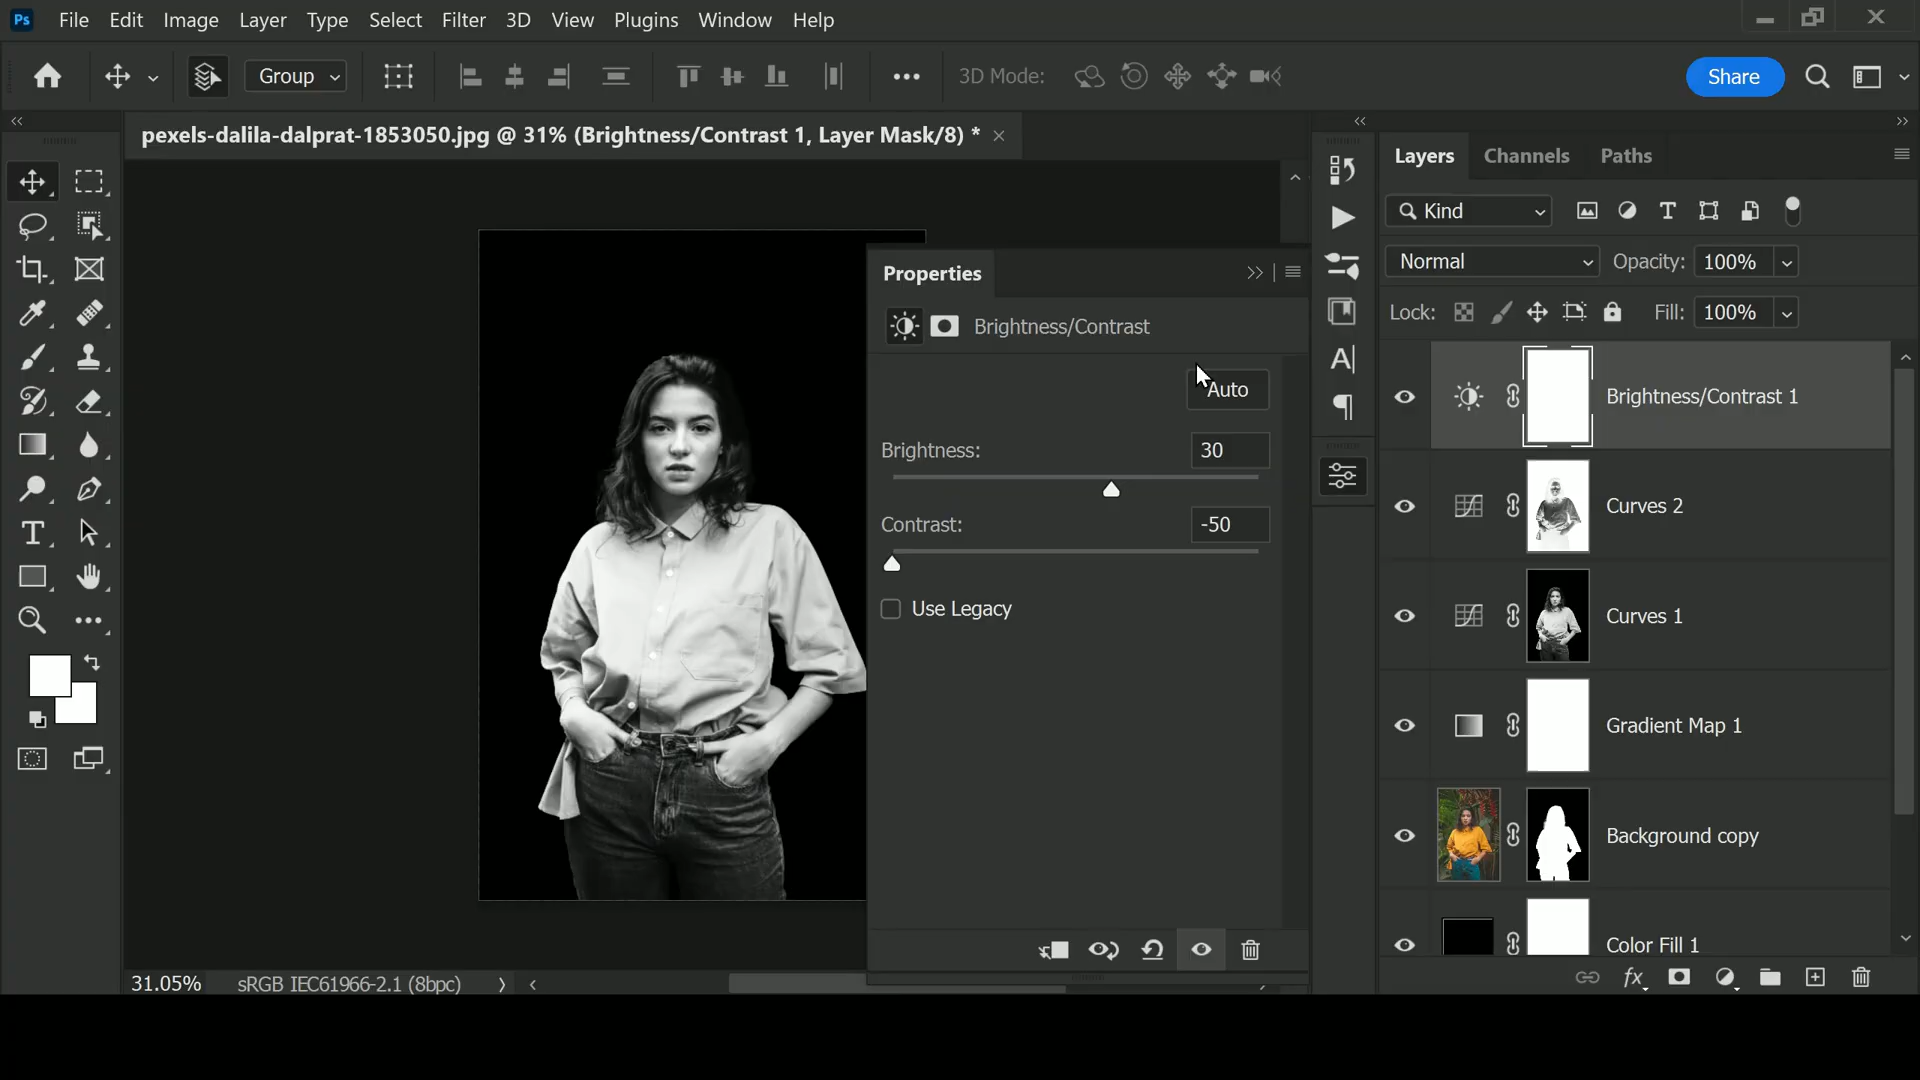 Ps File Edit Image Layer Type Select Filter 3D View Plugins Window Help
Group 3D Mode: Share
pexels-dalila-dalprat-1853050.jpg @ 31% (Brightness/Contrast 1, Layer Mask/8) *
Layers Channels Paths
Kind
Normal Opacity: 100%
Lock: Fill: 100%
Properties
Brightness/Contrast
Auto
Brightness: 30
Contrast: -50
Use Legacy
Brightness/Contrast 1
Curves 2
Curves 1
Gradient Map 1
Background copy
Color Fill 1
31.05% sRGB IEC61966-2.1 (8bpc)